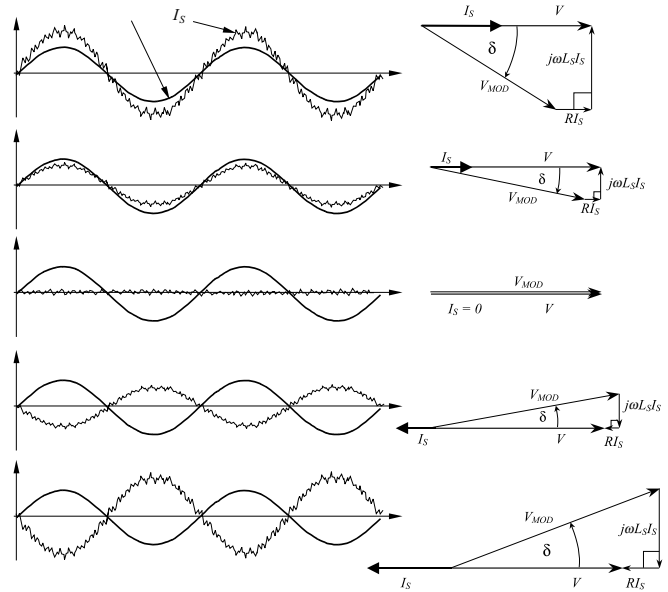 I_S
I_S V
δ
jωL_SI_S
V_MOD
RI_S
I_S V
δ
jωL_SI_S
V_MOD
RI_S
V_MOD
I_S = 0 V
V_MOD
jωL_SI_S
δ
I_S V RI_S
V_MOD
jωL_SI_S
δ
I_S V RI_S